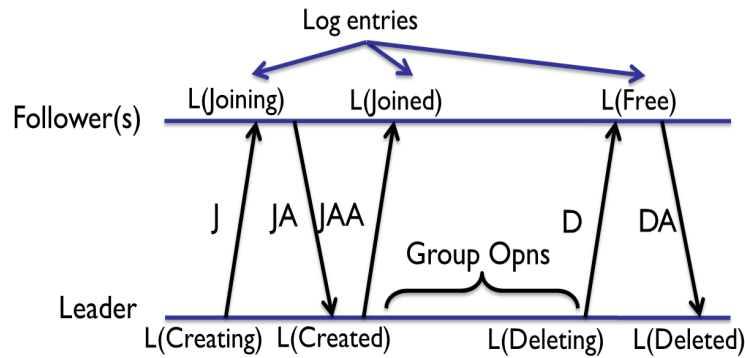 Log entries
L(Joining) L(Joined) L(Free)
Follower(s)
J JA JAA D DA
Group Opns
Leader
L(Creating) L(Created) L(Deleting) L(Deleted)